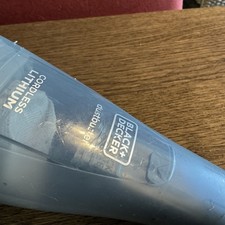 CORDLESS
LITHIUM
dustbuster
BLACK+
DECKER